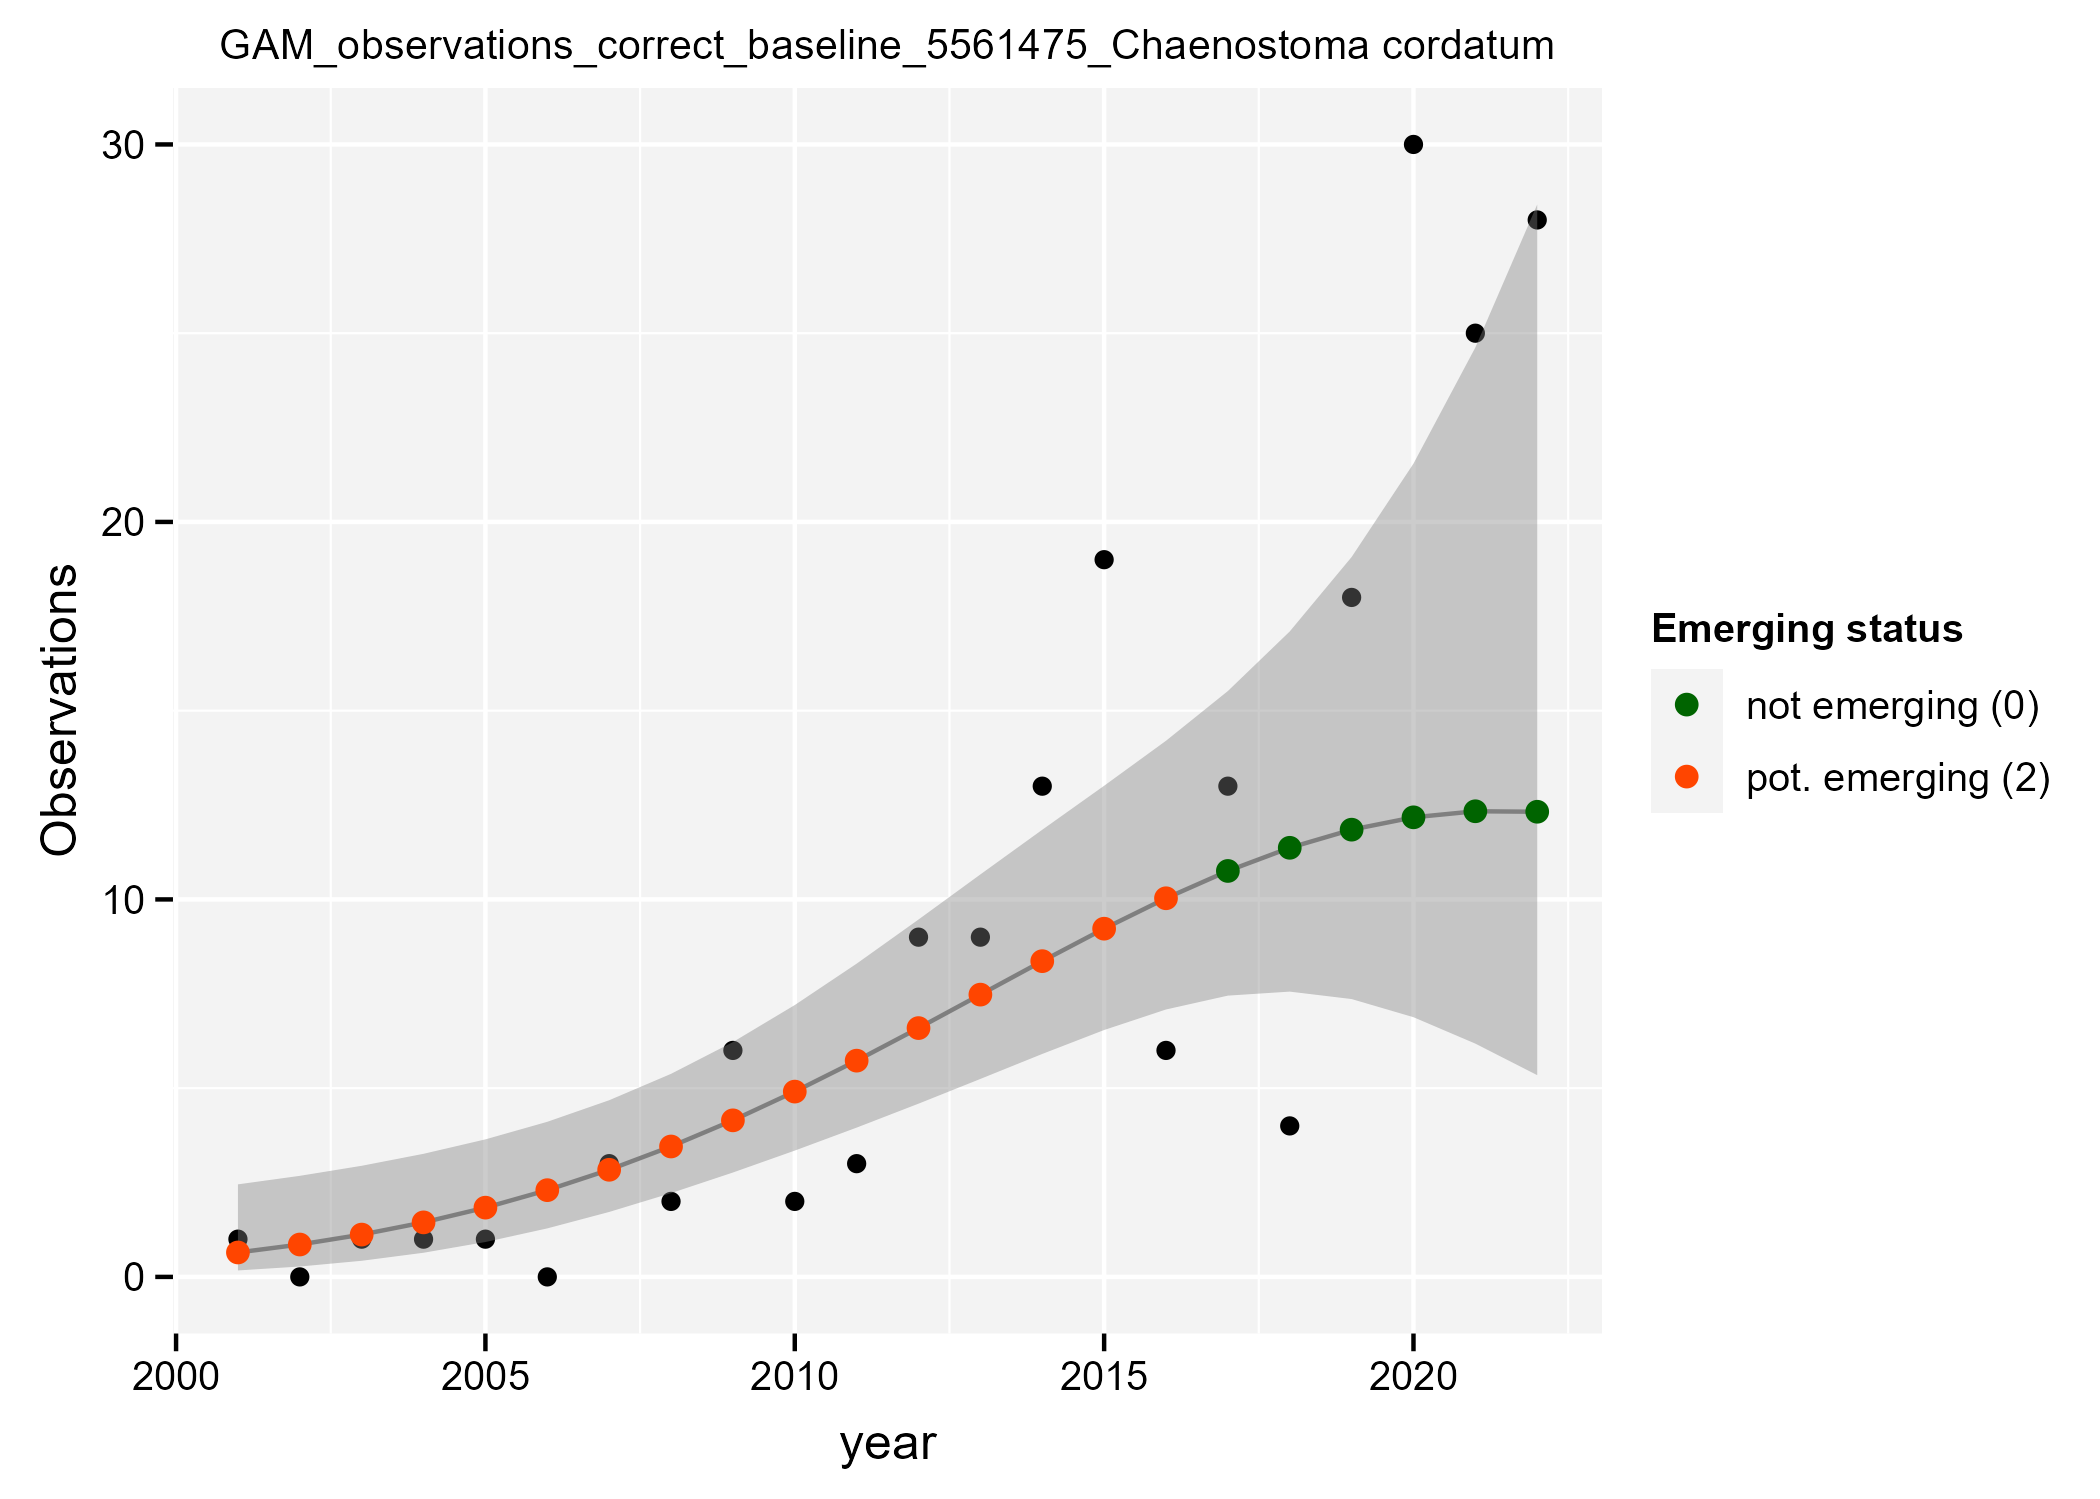 GAM_observations_correct_baseline_5561475_Chaenostoma cordatum
30
20
10
0
Observations
2000
2005
2010
2015
2020
year
Emerging status
not emerging (0)
pot. emerging (2)